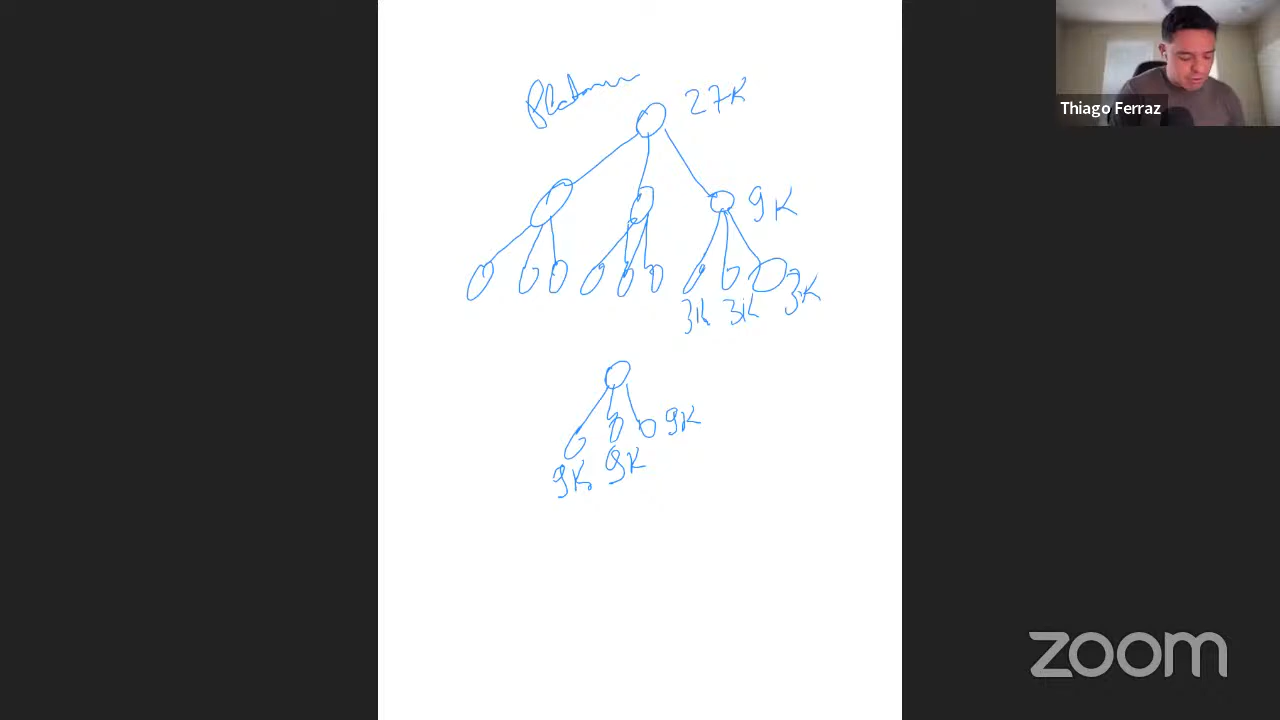 Platinum
27K
Thiago Ferraz
9K
3K 3K 3K
9K
9K 9K
zoom